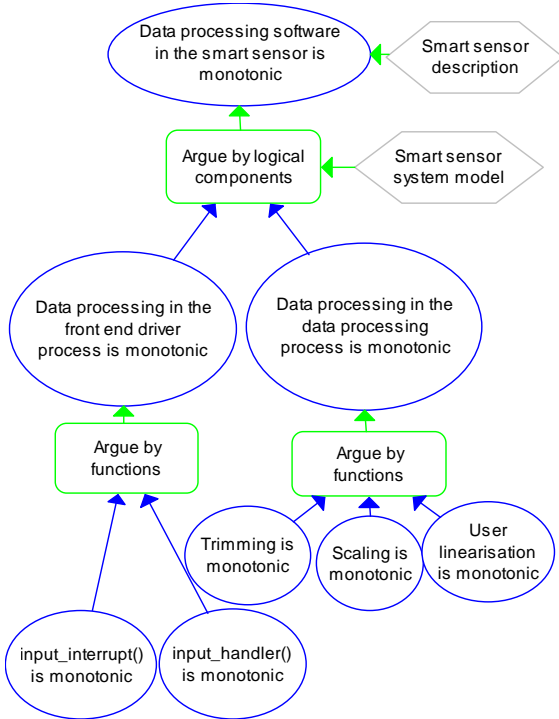 Data processing software
in the smart sensor is
monotonic
Smart sensor
description
Argue by logical
components
Smart sensor
system model
Data processing in the
front end driver
process is monotonic
Data processing in the
data processing
process is monotonic
Argue by
functions
Argue by
functions
Trimming is
monotonic
Scaling is
monotonic
User
linearisation
is monotonic
input_interrupt()
is monotonic
input_handler()
is monotonic